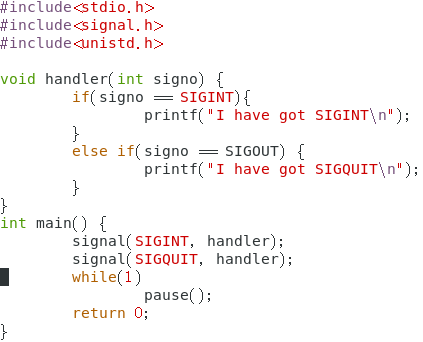 #include<stdio.h>
#include<signal.h>
#include<unistd.h>
void handler(int signo) {
if(signo == SIGINT){
printf("I have got SIGINT\n");
}
else if(signo == SIGOUT) {
printf("I have got SIGQUIT\n");
}
}
int main() {
signal(SIGINT, handler);
signal(SIGQUIT, handler);
while(1)
pause();
return 0;
}